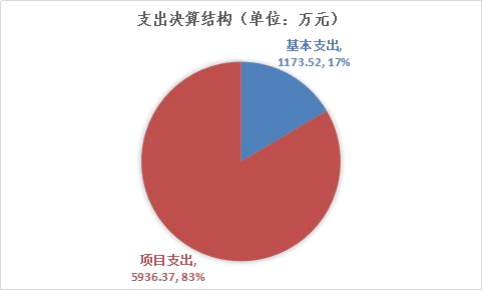 支出决算结构（单位：万元）
基本支出,
1173.52, 17%
项目支出,
5936.37, 83%